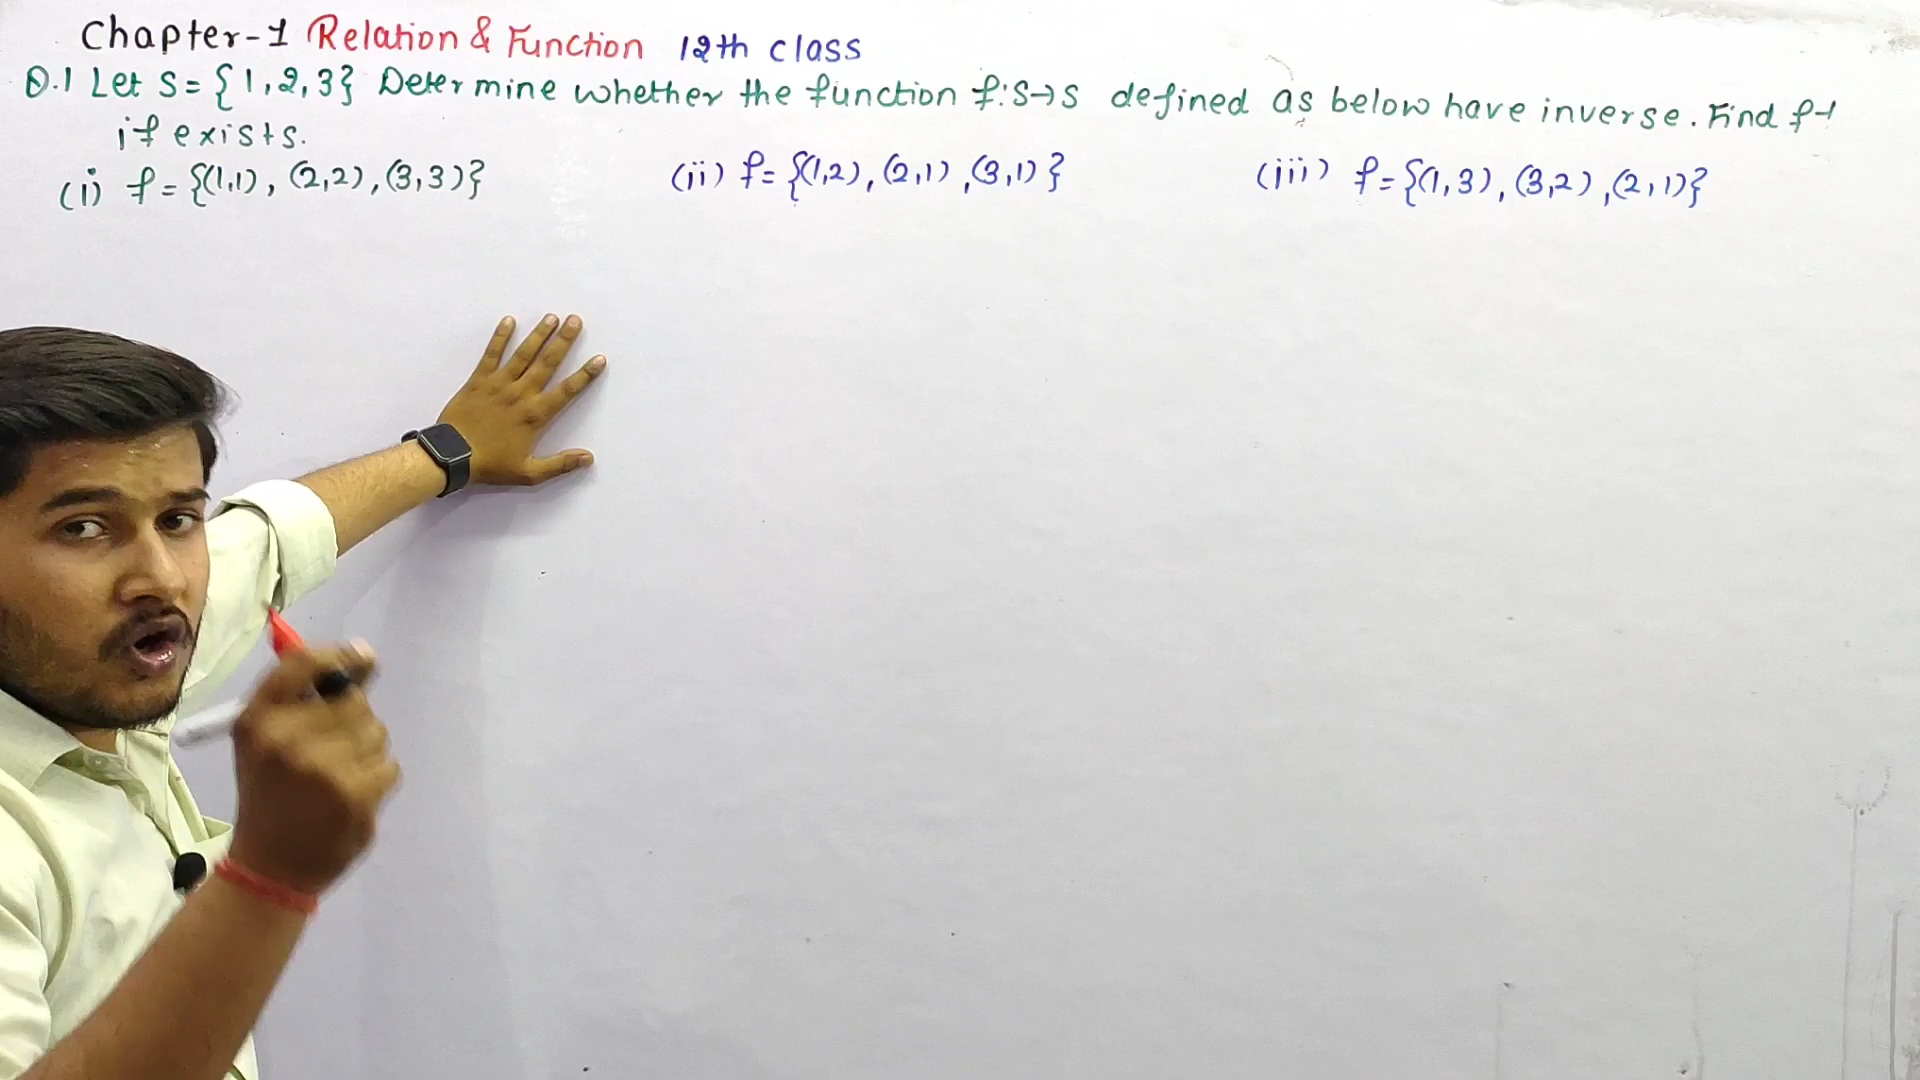 Chapter-1 Relation & Function 12th class
Q.1 Let S = {1,2,3} Determine whether the function f:S→S defined as below have inverse. Find f-1
if exists.
(i) f = {(1,1), (2,2), (3,3)} (ii) f = {(1,2), (2,1), (3,1)} (iii) f = {(1,3), (3,2), (2,1)}